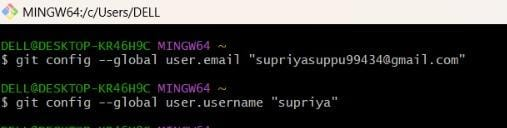 MINGW64:/c/Users/DELL
DELL@DESKTOP-KR46H9C MINGW64 ~
$ git config --global user.email "supriyasuppu99434@gmail.com"
DELL@DESKTOP-KR46H9C MINGW64 ~
$ git config --global user.username "supriya"